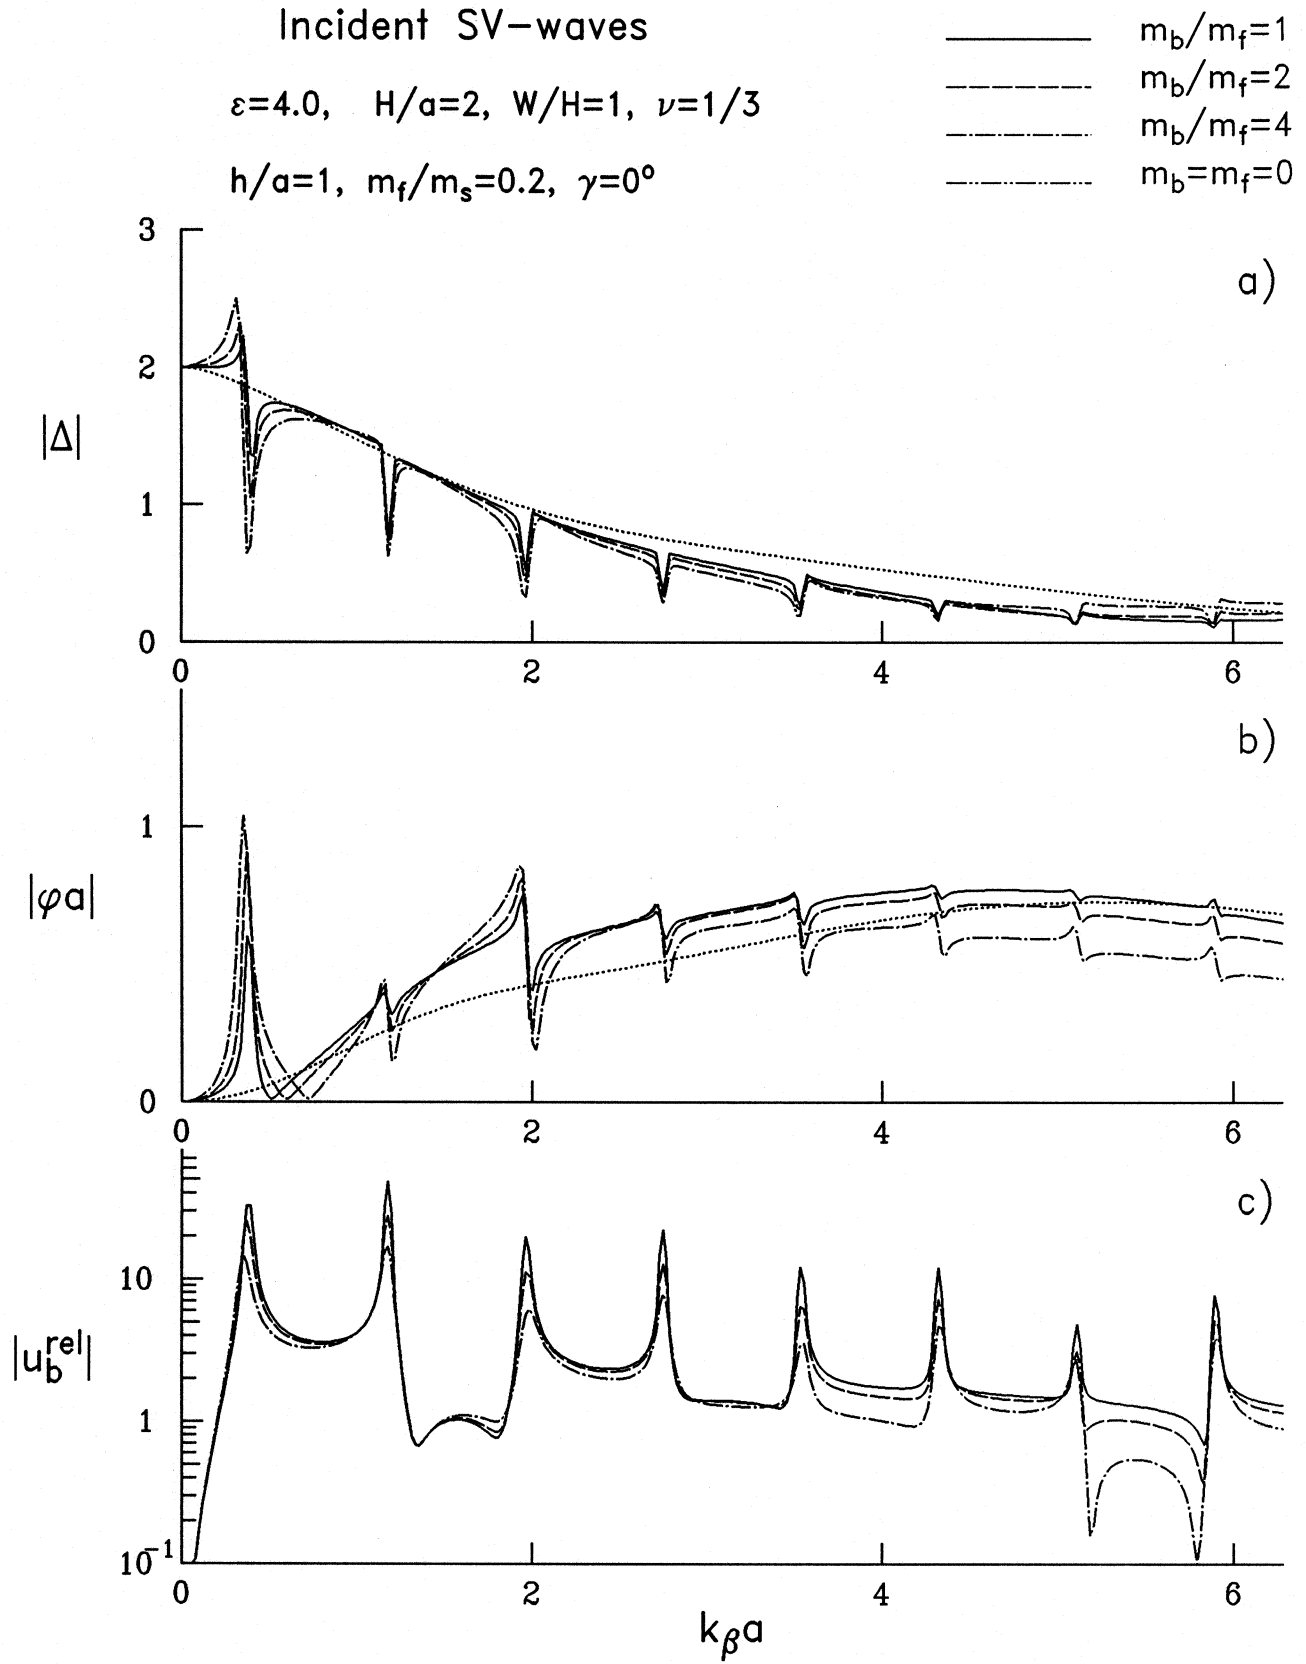 Incident SV-waves
ε=4.0, H/a=2, W/H=1, ν=1/3
h/a=1, m_f/m_s=0.2, γ=0°
m_b/m_f=1
m_b/m_f=2
m_b/m_f=4
m_b=m_f=0
a)
3
2
1
0
|Δ|
0 2 4 6
b)
1
0
|φa|
0 2 4 6
c)
10
1
10^-1
|u_b^rel|
0 2 4 6
k_βa